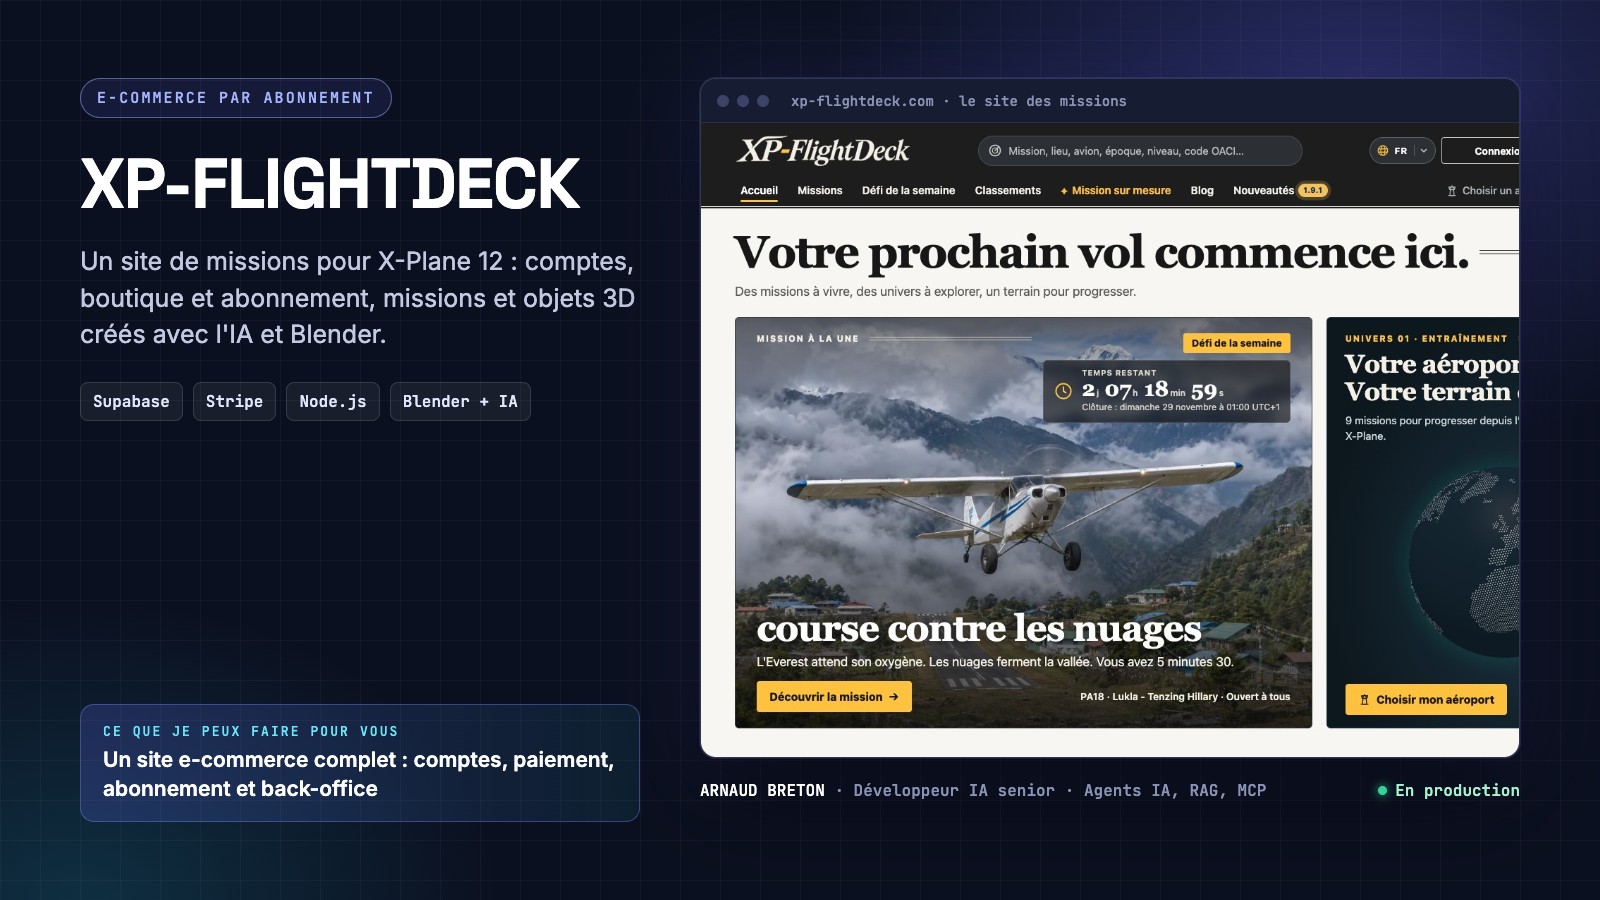 E-COMMERCE PAR ABONNEMENT
XP-FLIGHTDECK
Un site de missions pour X-Plane 12 : comptes,
boutique et abonnement, missions et objets 3D
créés avec l'IA et Blender.
Supabase
Stripe
Node.js
Blender + IA
CE QUE JE PEUX FAIRE POUR VOUS
Un site e-commerce complet : comptes, paiement,
abonnement et back-office
xp-flightdeck.com · le site des missions
XP-FlightDeck
Mission, lieu, avion, époque, niveau, code OACI...
FR
Connexio
Accueil
Missions
Défi de la semaine
Classements
+ Mission sur mesure
Blog
Nouveautés 1.9.1
Choisir un a
Votre prochain vol commence ici.
Des missions à vivre, des univers à explorer, un terrain pour progresser.
MISSION À LA UNE
Défi de la semaine
TEMPS RESTANT
2j 07h 18min 59s
Clôture : dimanche 29 novembre à 01:00 UTC+1
course contre les nuages
L'Everest attend son oxygène. Les nuages ferment la vallée. Vous avez 5 minutes 30.
Découvrir la mission →
PA18 · Lukla - Tenzing Hillary · Ouvert à tous
UNIVERS 01 · ENTRAÎNEMENT
Votre aéropor
Votre terrain
9 missions pour progresser depuis l'
X-Plane.
Choisir mon aéroport
ARNAUD BRETON · Développeur IA senior · Agents IA, RAG, MCP
En production